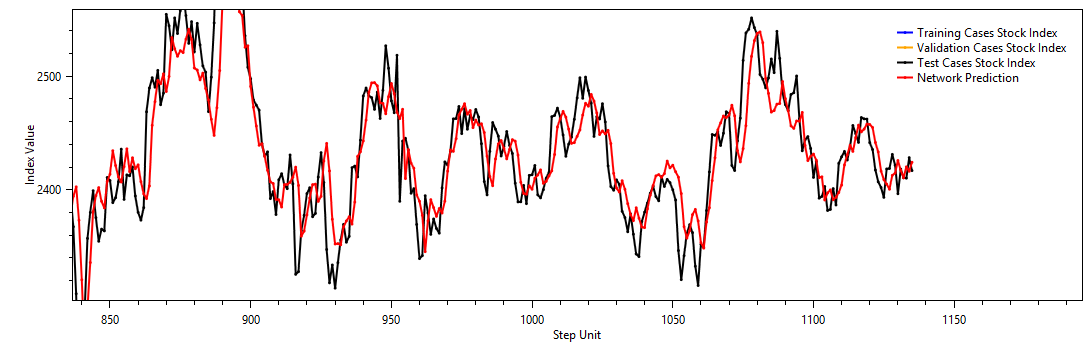 Training Cases Stock Index
Validation Cases Stock Index
Test Cases Stock Index
Network Prediction
2500
2400
Index Value
850 900 950 1000 1050 1100 1150
Step Unit